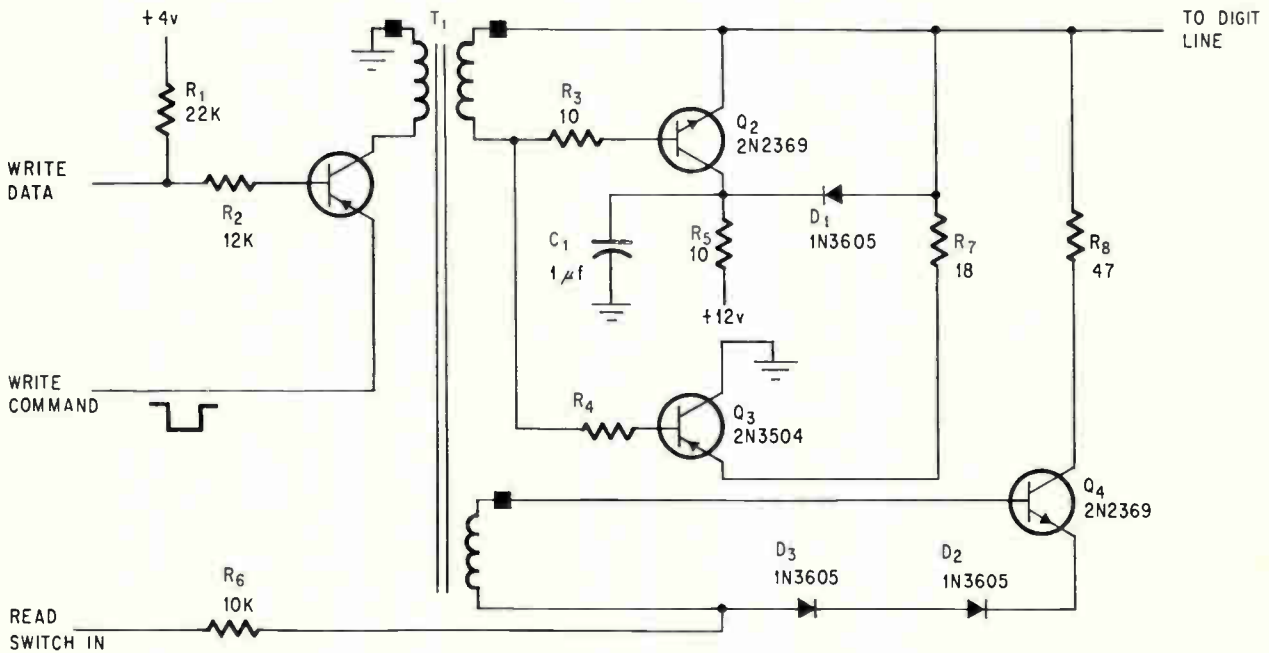 +4v
T1
TO DIGIT
LINE
R1
22K
R3
10
Q2
2N2369
WRITE
DATA
R2
12K
D1
1N3605
C1
1 µf
R5
10
R7
18
R8
47
+12v
WRITE
COMMAND
R4
Q3
2N3504
Q4
2N2369
R6
10K
D3
1N3605
D2
1N3605
READ
SWITCH IN